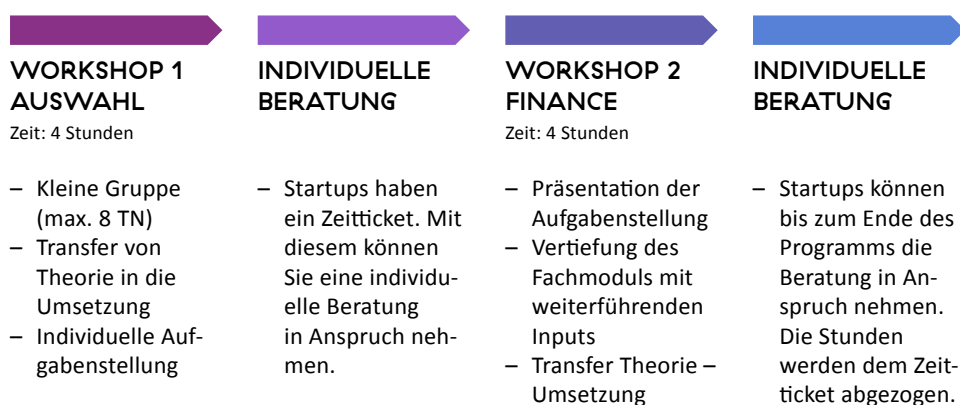 WORKSHOP 1
AUSWAHL
Zeit: 4 Stunden
– Kleine Gruppe
(max. 8 TN)
– Transfer von
Theorie in die
Umsetzung
– Individuelle Auf-
gabenstellung
INDIVIDUELLE
BERATUNG
– Startups haben
ein Zeitticket. Mit
diesem können
Sie eine individu-
elle Beratung
in Anspruch neh-
men.
WORKSHOP 2
FINANCE
Zeit: 4 Stunden
– Präsentation der
Aufgabenstellung
– Vertiefung des
Fachmoduls mit
weiterführenden
Inputs
– Transfer Theorie –
Umsetzung
INDIVIDUELLE
BERATUNG
– Startups können
bis zum Ende des
Programms die
Beratung in An-
spruch nehmen.
Die Stunden
werden dem Zeit-
ticket abgezogen.